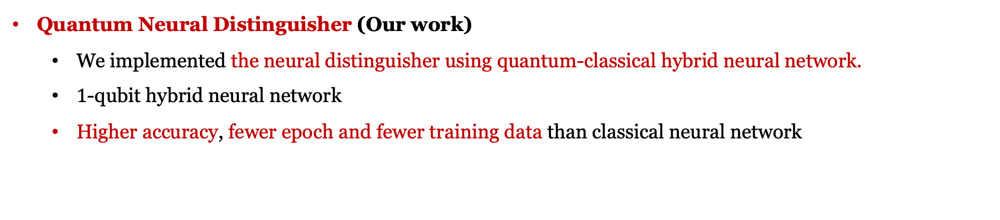 • Quantum Neural Distinguisher (Our work)
• We implemented the neural distinguisher using quantum-classical hybrid neural network.
• 1-qubit hybrid neural network
• Higher accuracy, fewer epoch and fewer training data than classical neural network